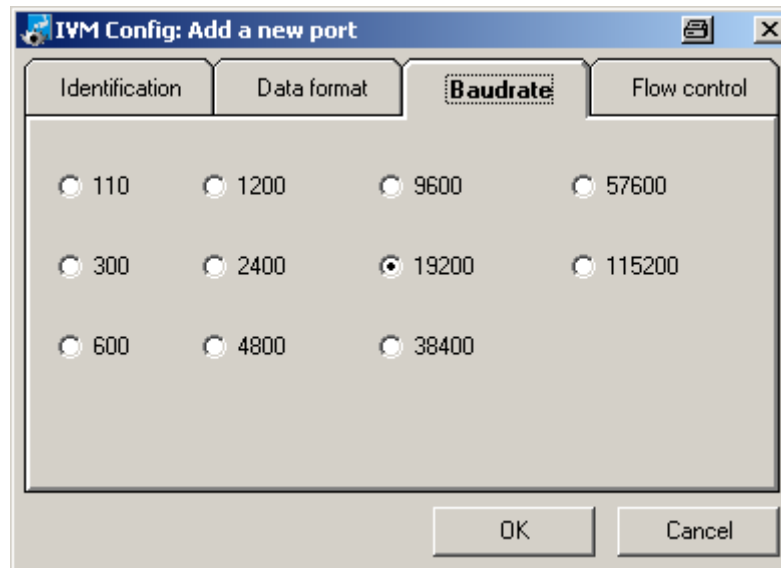 IVM Config: Add a new port
Identification Data format Baudrate Flow control
110 1200 9600 57600
300 2400 19200 115200
600 4800 38400
OK Cancel